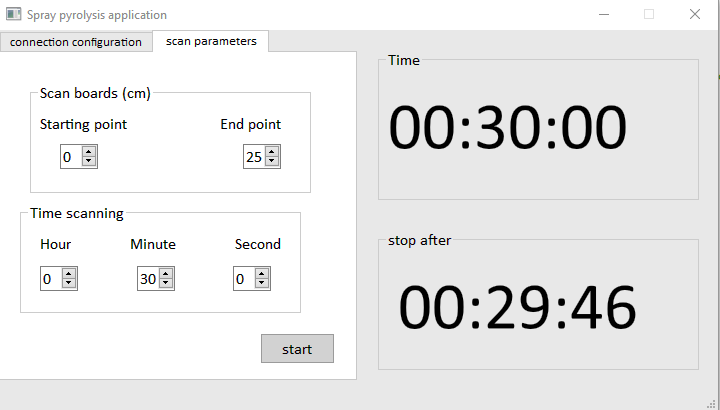 Spray pyrolysis application
connection configuration
scan parameters
Scan boards (cm)
Starting point
End point
0
25
Time scanning
Hour
Minute
Second
0
30
0
start
Time
00:30:00
stop after
00:29:46